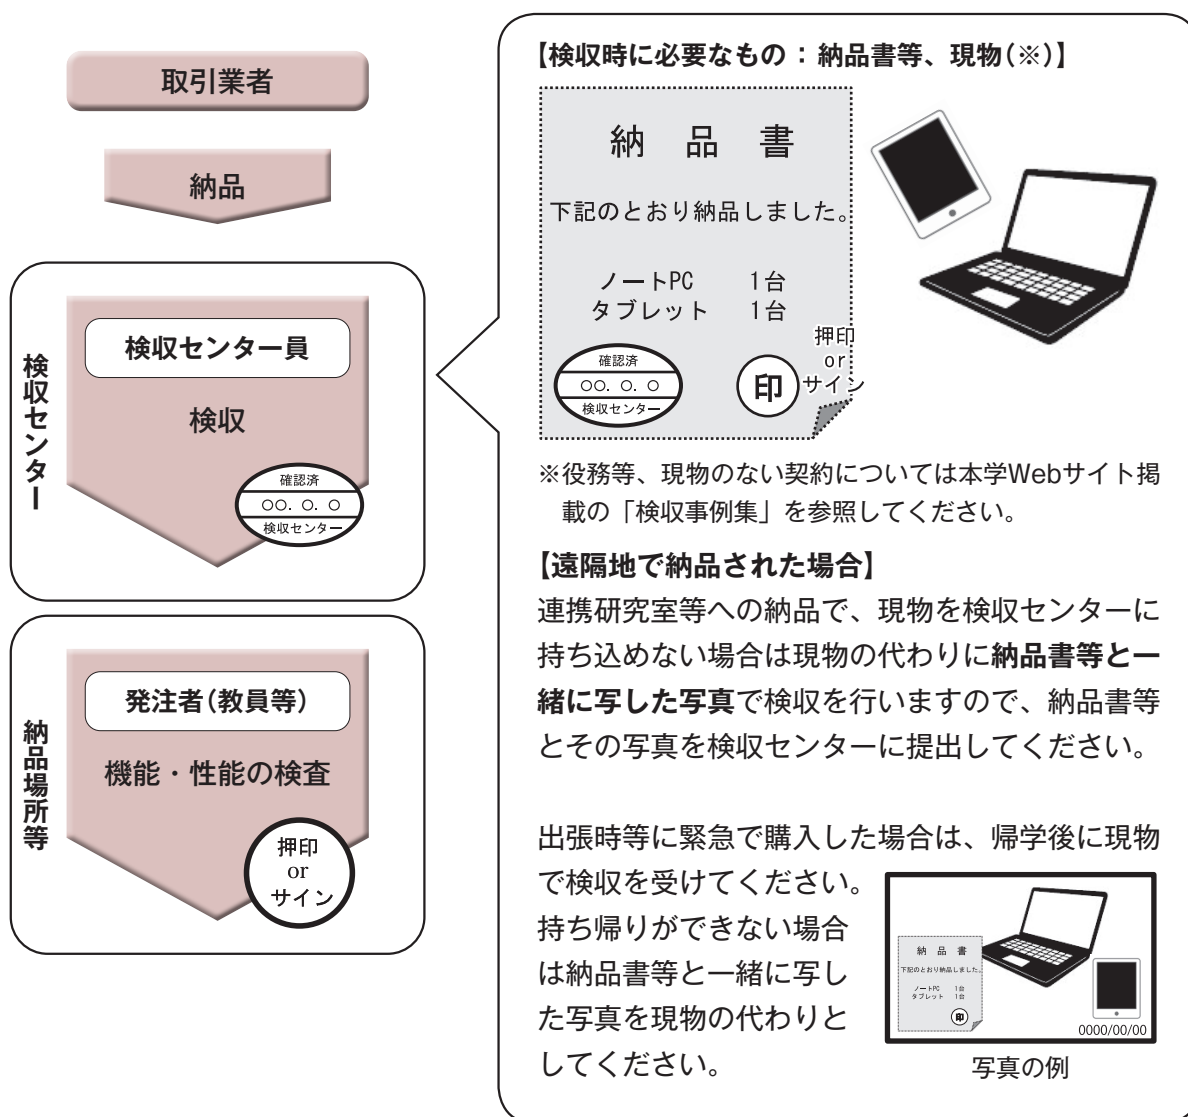 取引業者
納品
検収センター
検収センター員
検収
確認済
○○. ○. ○
検収センター
納品場所等
発注者(教員等)
機能・性能の検査
押印
or
サイン
【検収時に必要なもの：納品書等、現物(※)】
納 品 書
下記のとおり納品しました。
ノートPC 1台
タブレット 1台
確認済
○○. ○. ○
検収センター
印
押印
or
サイン
※役務等、現物のない契約については本学Webサイト掲
載の「検収事例集」を参照してください。
【遠隔地で納品された場合】
連携研究室等への納品で、現物を検収センターに
持ち込めない場合は現物の代わりに納品書等と一
緒に写した写真で検収を行いますので、納品書等
とその写真を検収センターに提出してください。
出張時等に緊急で購入した場合は、帰学後に現物
で検収を受けてください。
持ち帰りができない場合
は納品書等と一緒に写し
た写真を現物の代わりと
してください。
納 品 書
下記のとおり納品しました。
ノートPC 1台
タブレット 1台
印
0000/00/00
写真の例